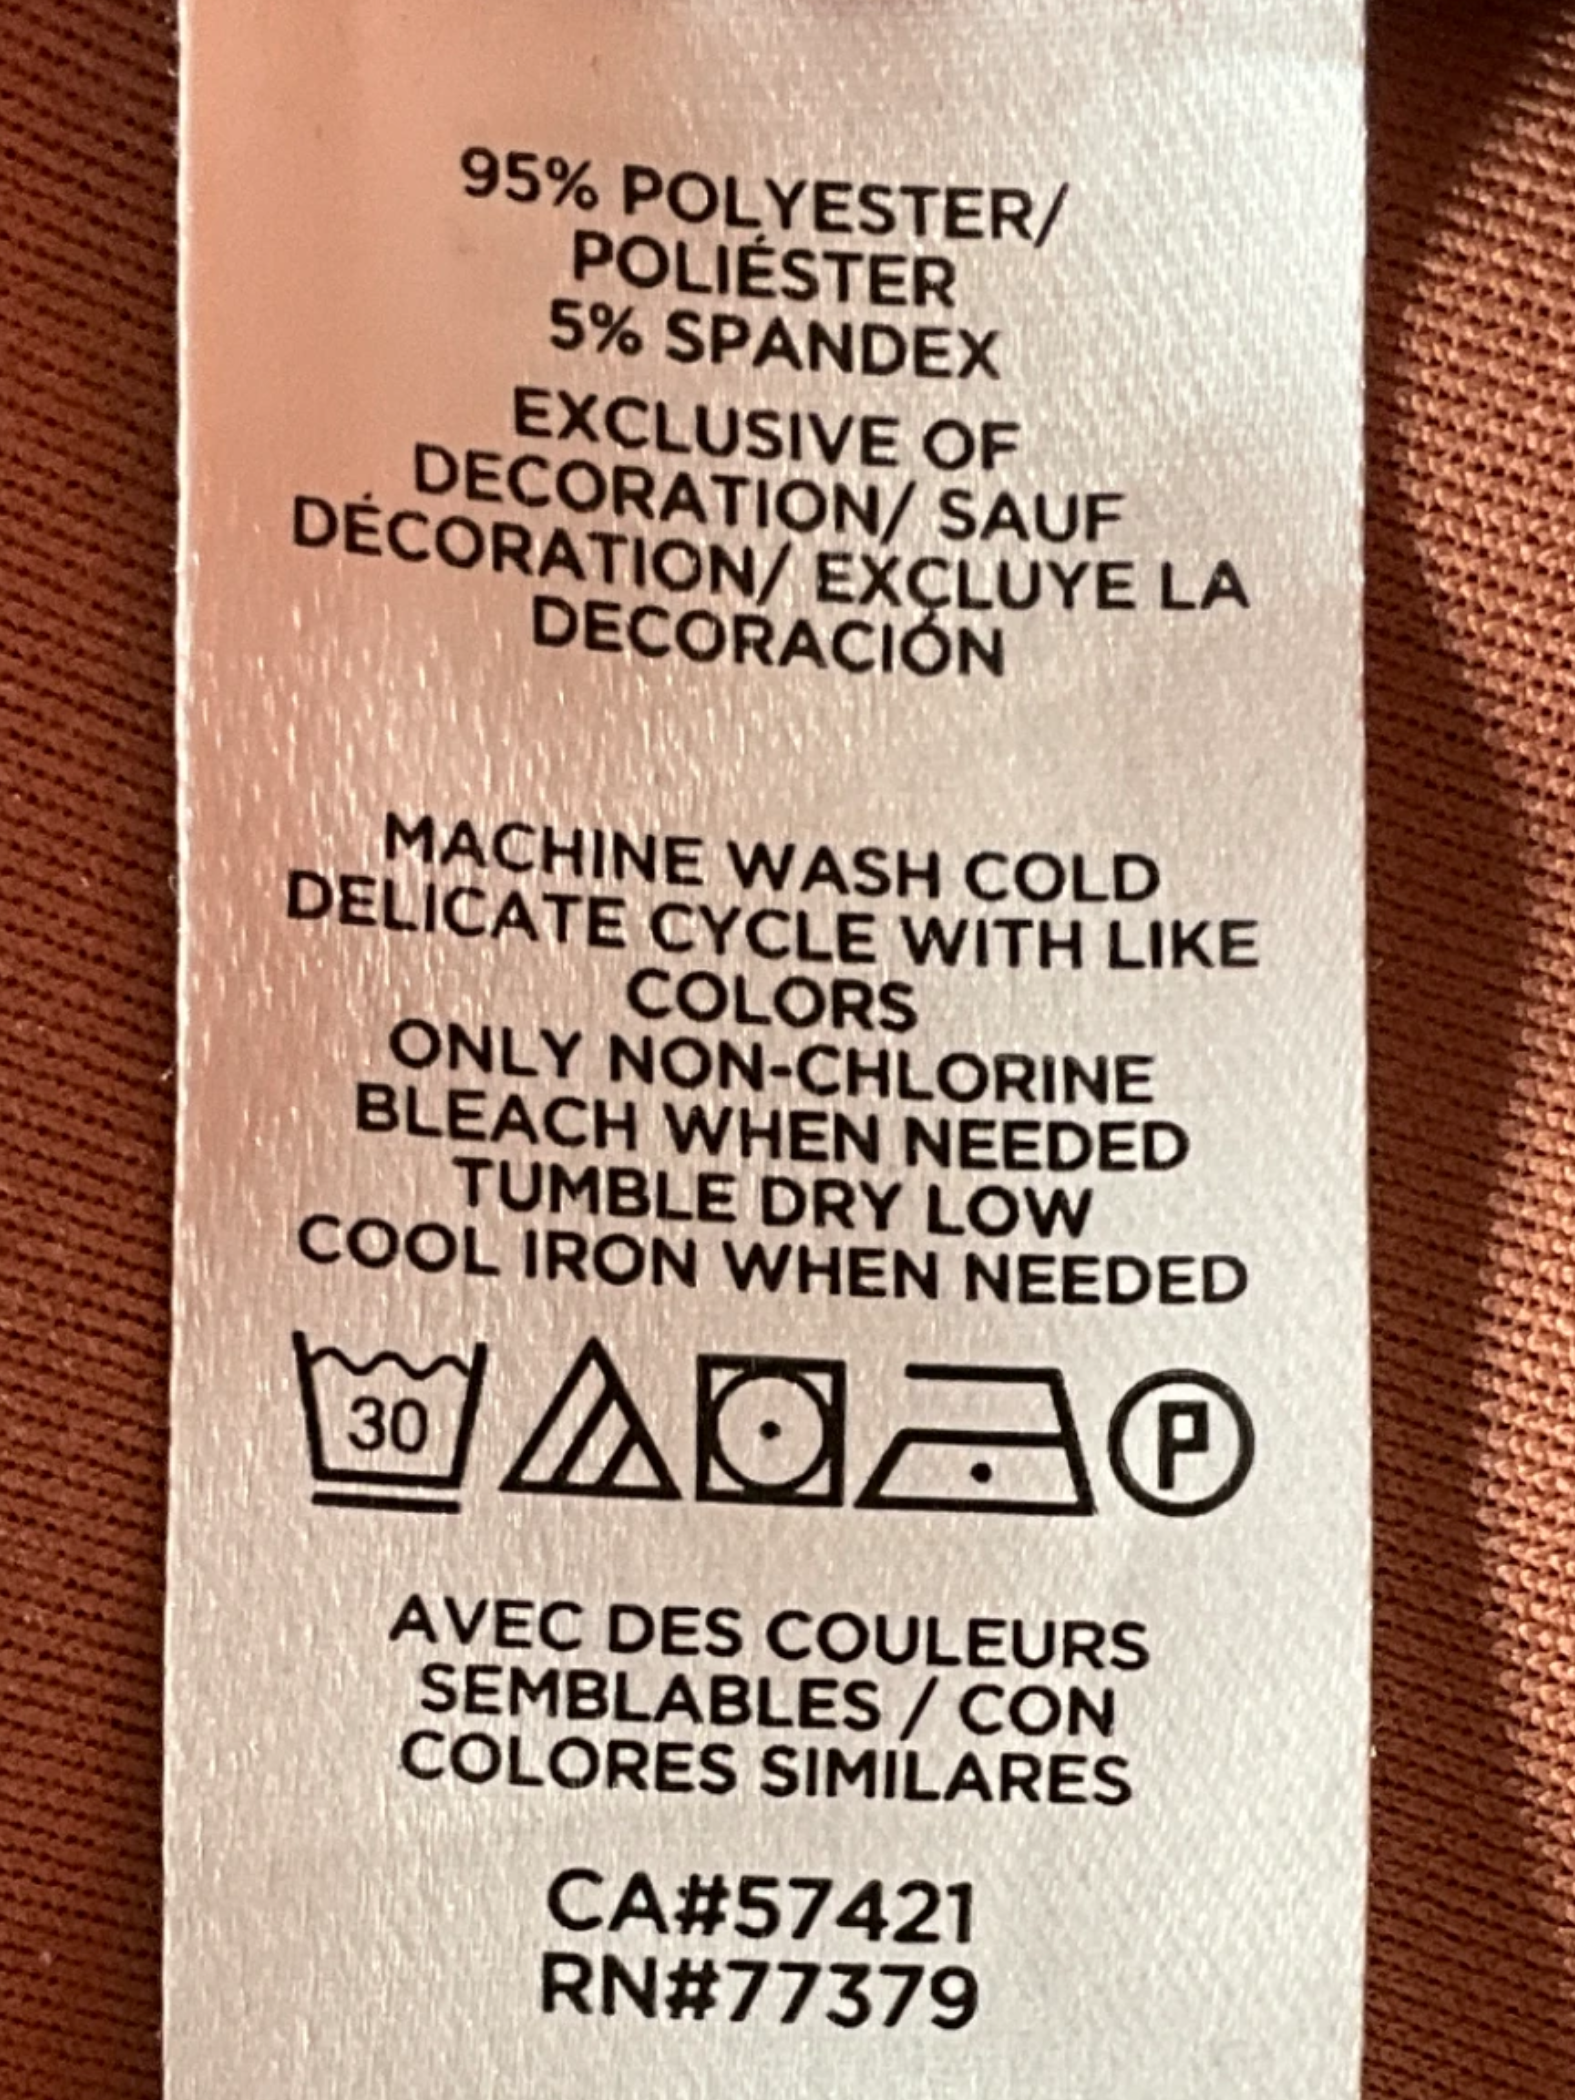 95% POLYESTER/
POLIÉSTER
5% SPANDEX
EXCLUSIVE OF
DECORATION/ SAUF
DÉCORATION/ EXCLUYE LA
DECORACIÓN
MACHINE WASH COLD
DELICATE CYCLE WITH LIKE
COLORS
ONLY NON-CHLORINE
BLEACH WHEN NEEDED
TUMBLE DRY LOW
COOL IRON WHEN NEEDED
30 P
AVEC DES COULEURS
SEMBLABLES / CON
COLORES SIMILARES
CA#57421
RN#77379